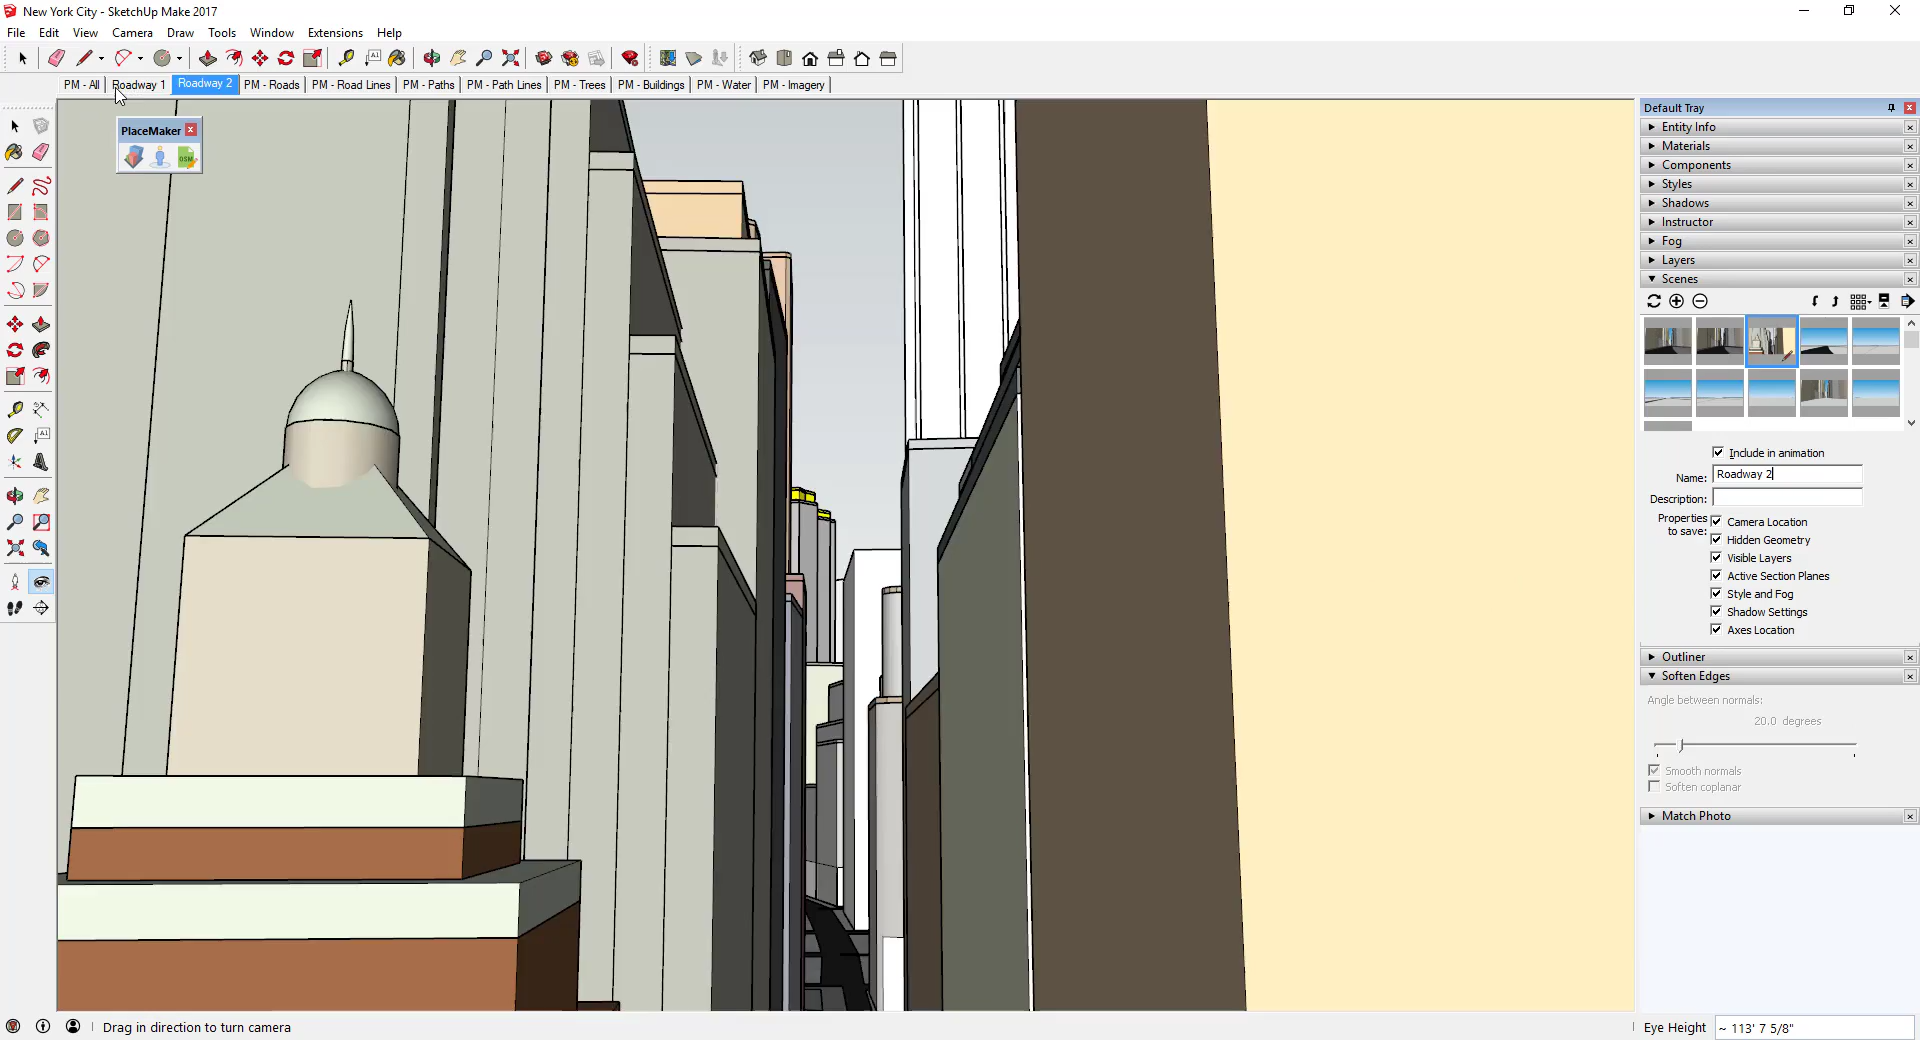 New York City - SketchUp Make 2017
File Edit View Camera Draw Tools Window Extensions Help
PM - All Roadway 1 Roadway 2 PM - Roads PM - Road Lines PM - Paths PM - Path Lines PM - Trees PM - Buildings PM - Water PM - Imagery
PlaceMaker
OSM
Default Tray
Entity Info
Materials
Components
Styles
Shadows
Instructor
Fog
Layers
Scenes
Include in animation
Name: Roadway 2
Description:
Properties to save:
Camera Location
Hidden Geometry
Visible Layers
Active Section Planes
Style and Fog
Shadow Settings
Axes Location
Outliner
Soften Edges
Angle between normals:
20.0 degrees
Smooth normals
Soften coplanar
Match Photo
Drag in direction to turn camera
Eye Height ~ 113' 7 5/8"